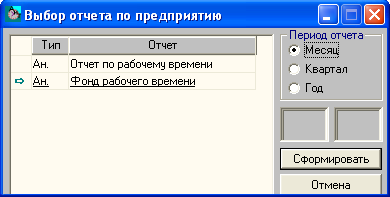 Выбор отчета по предприятию
Тип Отчет
Ан. Отчет по рабочему времени
Ан. Фонд рабочего времени
Период отчета
Месяц
Квартал
Год
Сформировать
Отмена